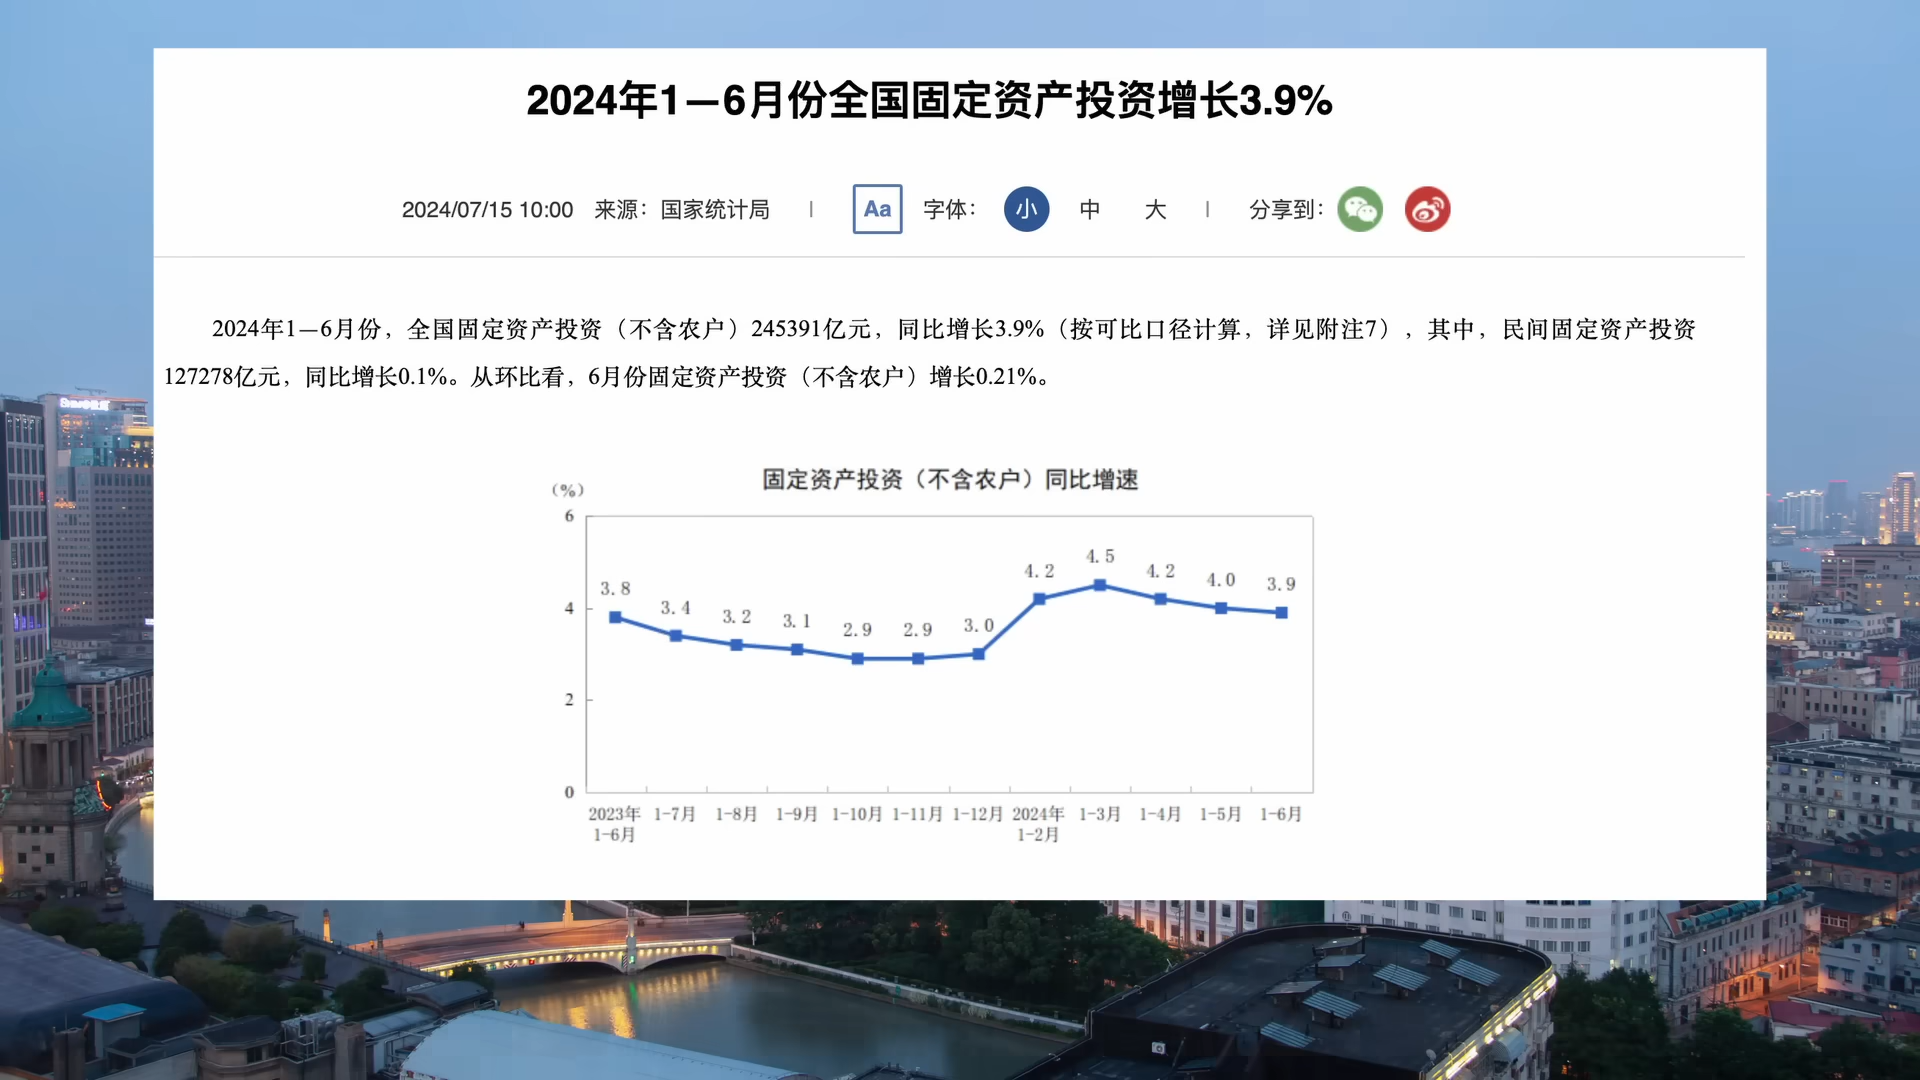 2024年1—6月份全国固定资产投资增长3.9%
2024/07/15 10:00 来源：国家统计局 | Aa 字体： 小 中 大 | 分享到：
2024年1—6月份，全国固定资产投资（不含农户）245391亿元，同比增长3.9%（按可比口径计算，详见附注7），其中，民间固定资产投资
127278亿元，同比增长0.1%。从环比看，6月份固定资产投资（不含农户）增长0.21%。
固定资产投资（不含农户）同比增速
（%）
6
4
2
0
3.8 3.4 3.2 3.1 2.9 2.9 3.0 4.2 4.5 4.2 4.0 3.9
2023年 1-7月 1-8月 1-9月 1-10月 1-11月 1-12月 2024年 1-3月 1-4月 1-5月 1-6月
1-6月 1-2月